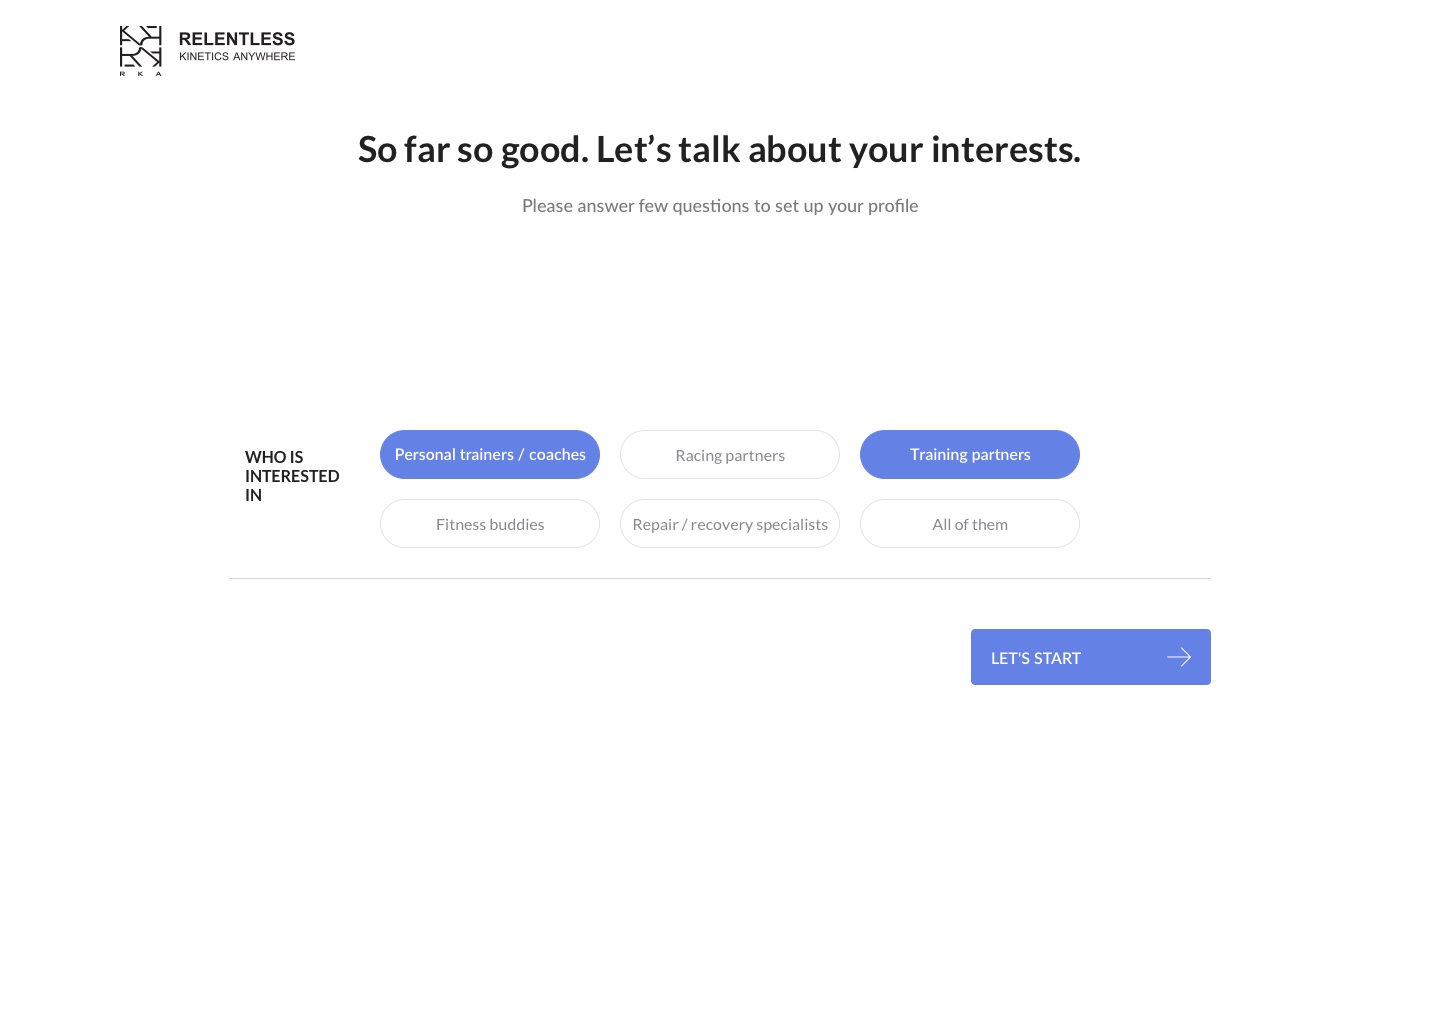 RELENTLESS
KINETICS ANYWHERE
R K A
So far so good. Let’s talk about your interests.
Please answer few questions to set up your profile
WHO IS
INTERESTED
IN
Personal trainers / coaches
Racing partners
Training partners
Fitness buddies
Repair / recovery specialists
All of them
LET'S START